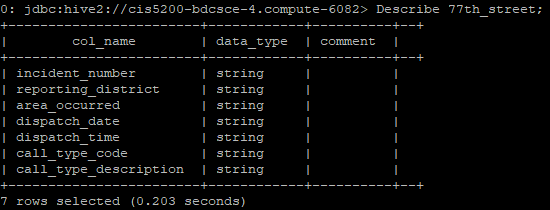 0: jdbc:hive2://cis5200-bdcsce-4.compute-6082> Describe 77th_street;
+-----------------------+------------+----------+--+
|       col_name        | data_type  | comment  |
+-----------------------+------------+----------+--+
| incident_number       | string     |          |
| reporting_district    | string     |          |
| area_occurred         | string     |          |
| dispatch_date         | string     |          |
| dispatch_time         | string     |          |
| call_type_code        | string     |          |
| call_type_description | string     |          |
+-----------------------+------------+----------+--+
7 rows selected (0.203 seconds)